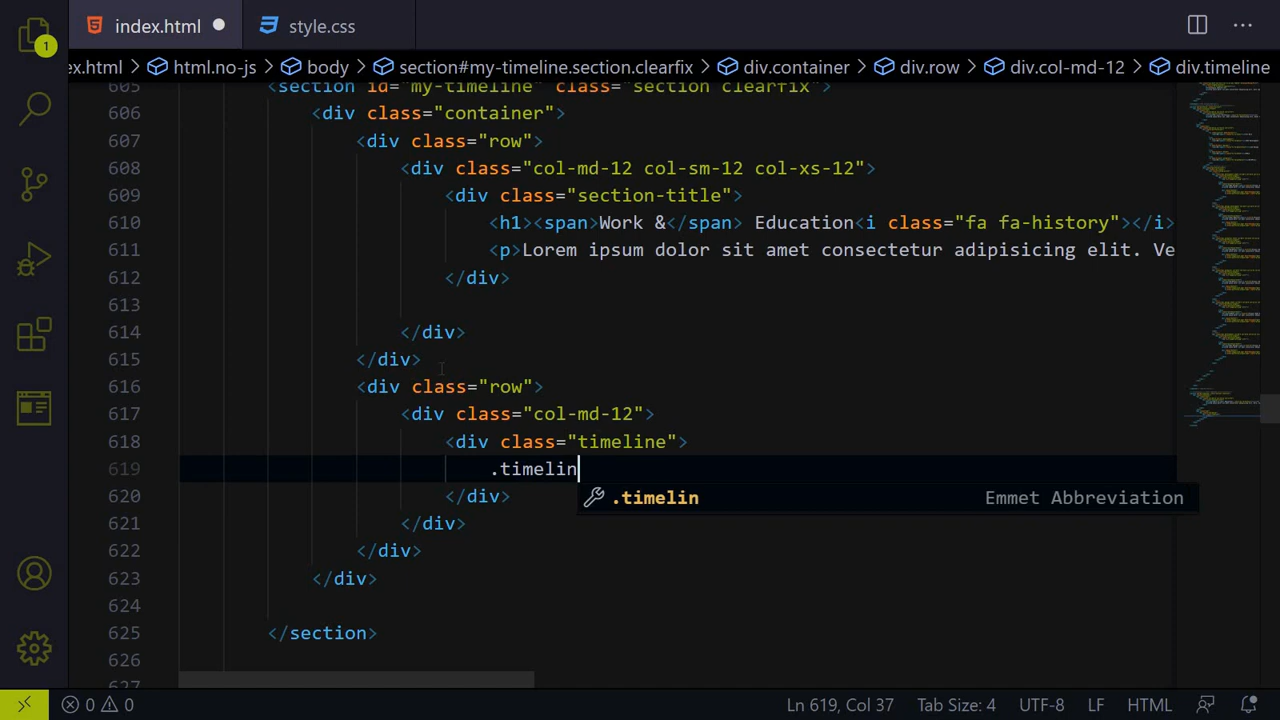 index.html
style.css
1
ex.html html.no-js body section#my-timeline.section.clearfix div.container div.row div.col-md-12 div.timeline
605 <section id="my-timeline" class="section clearfix">
606 <div class="container">
607 <div class="row">
608 <div class="col-md-12 col-sm-12 col-xs-12">
609 <div class="section-title">
610 <h1><span>Work &</span> Education<i class="fa fa-history"></i>
611 <p>Lorem ipsum dolor sit amet consectetur adipisicing elit. Ve
612 </div>
613
614 </div>
615 </div>
616 <div class="row">
617 <div class="col-md-12">
618 <div class="timeline">
619 .timelin
.timelin Emmet Abbreviation
620 </div>
621 </div>
622 </div>
623 </div>
624
625 </section>
626
627
0 0 Ln 619, Col 37 Tab Size: 4 UTF-8 LF HTML